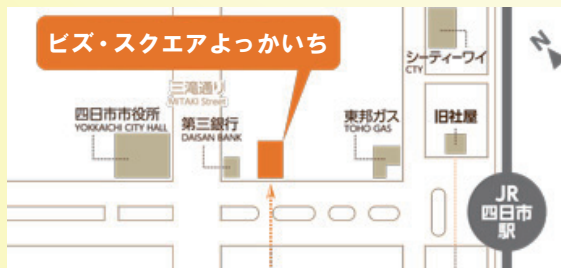 ビズ・スクエアよっかいち
シーティーワイ
CTY
N
三滝通り
MITAKI Street
四日市市役所
YOKKAICHI CITY HALL
第三銀行
DAISAN BANK
東邦ガス
TOHO GAS
旧社屋
JR
四日市
駅